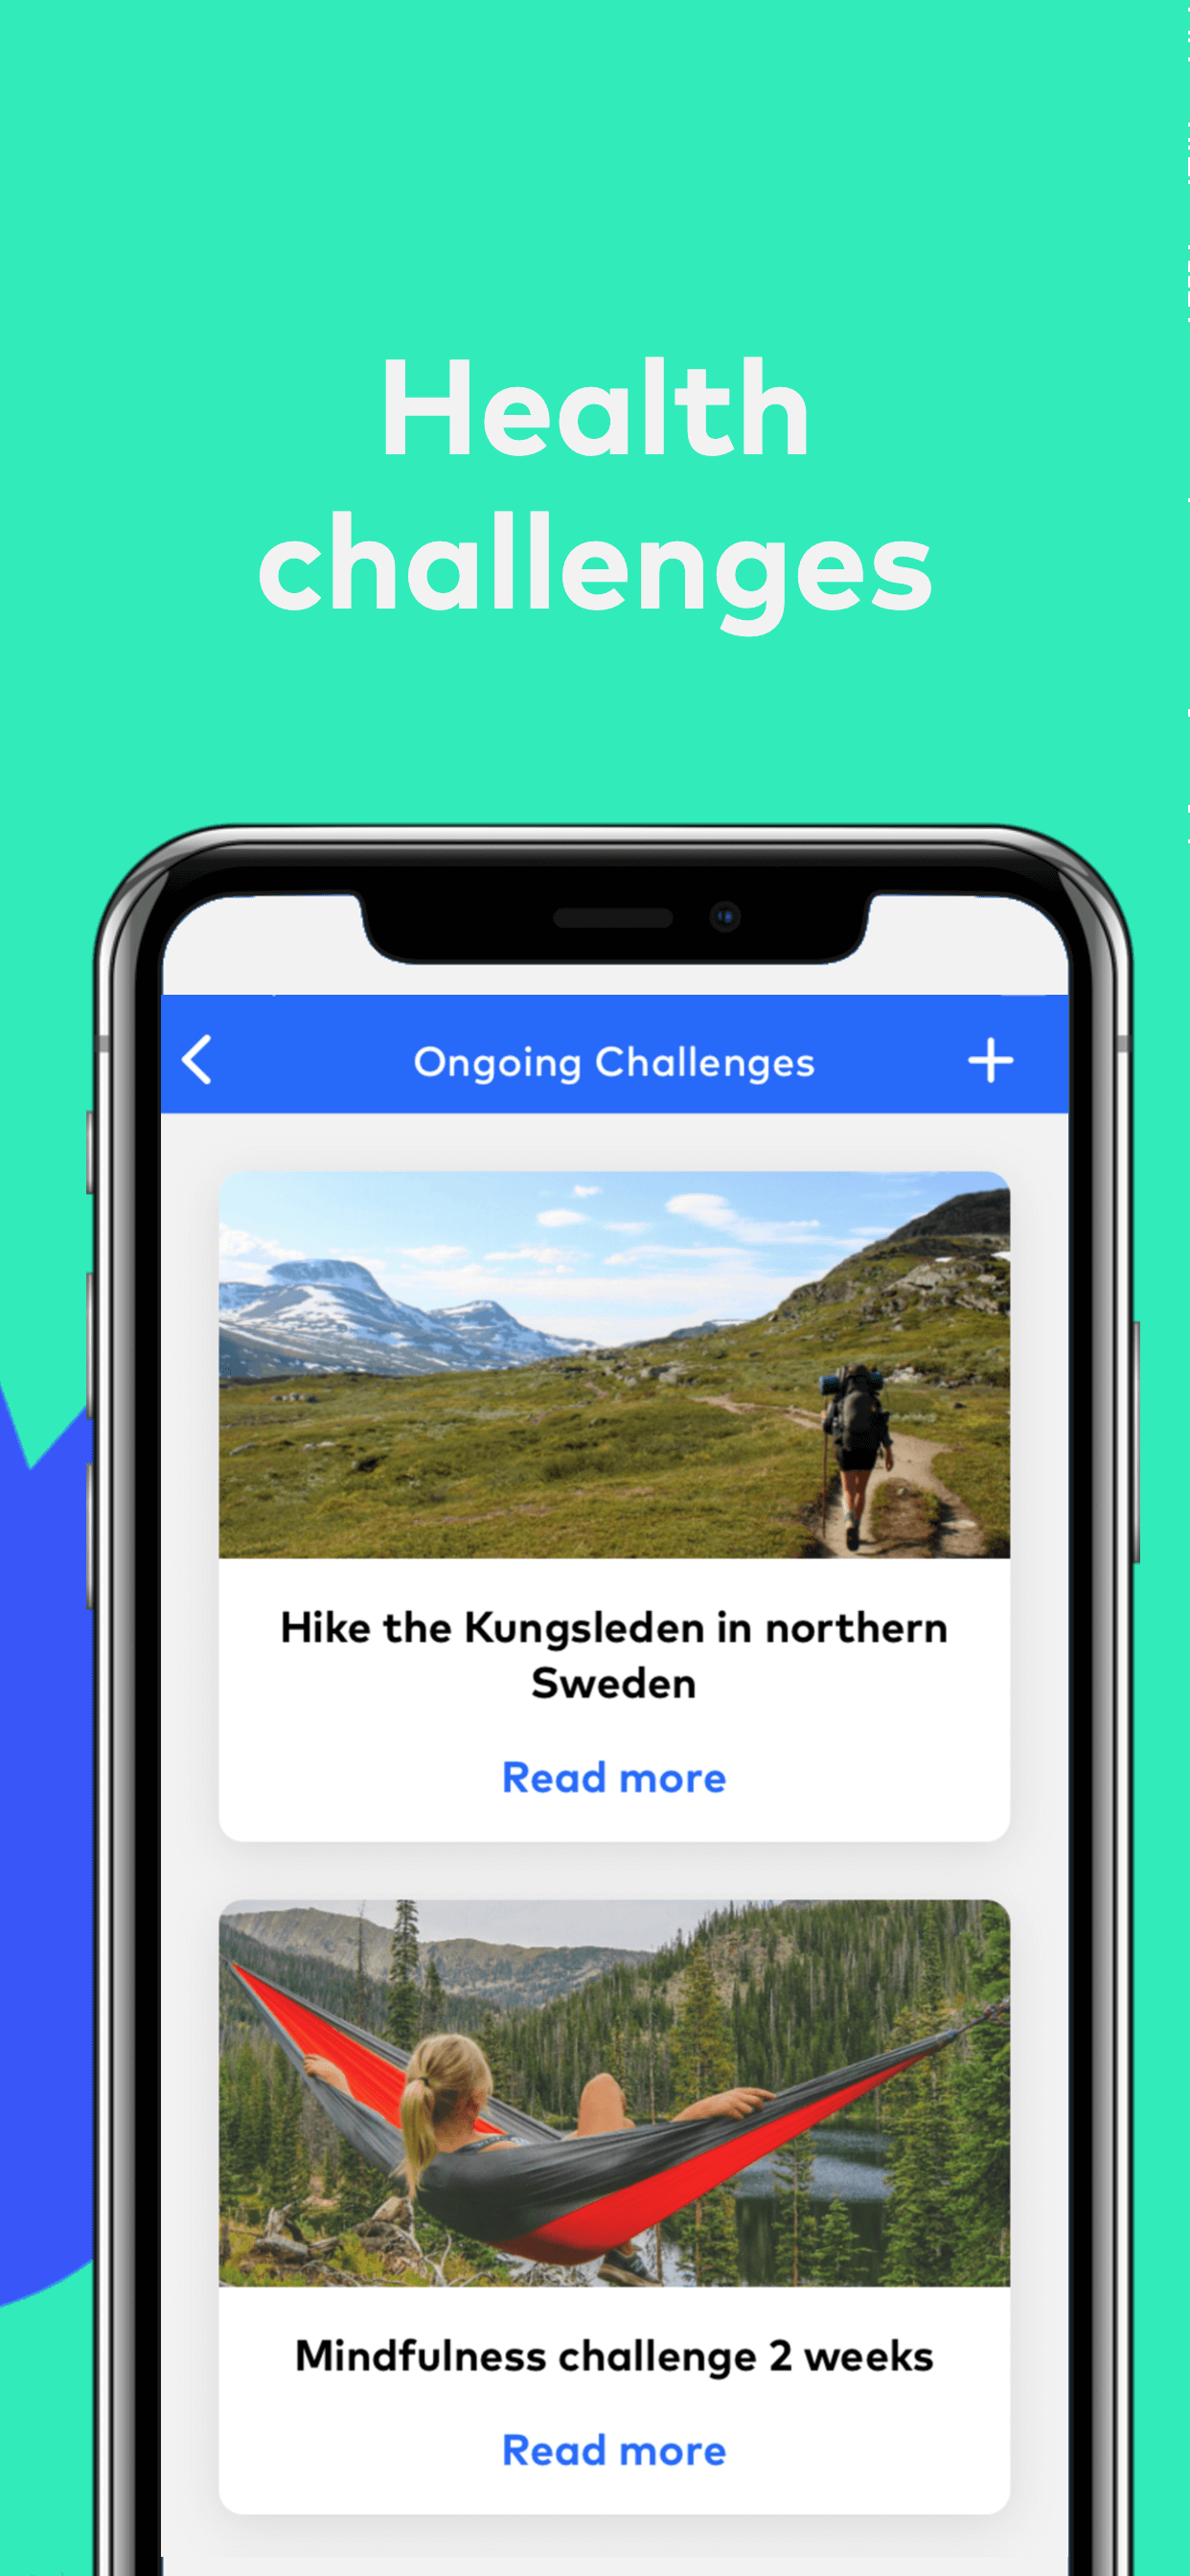 Health
challenges
Ongoing Challenges
Hike the Kungsleden in northern
Sweden
Read more
Mindfulness challenge 2 weeks
Read more